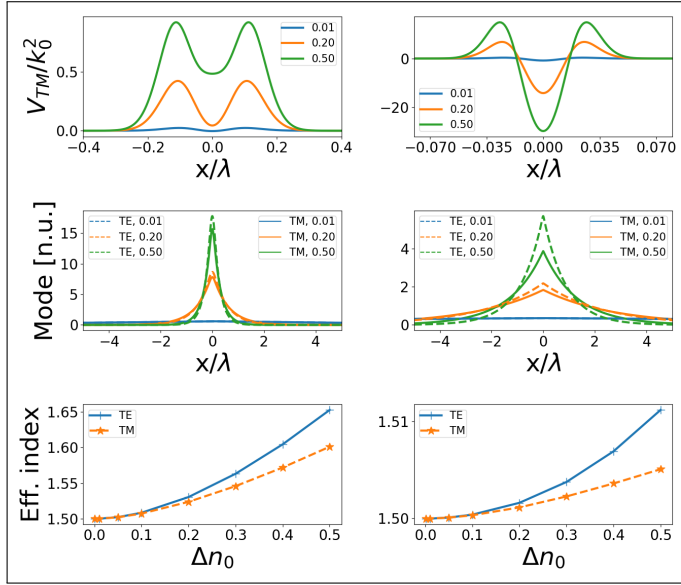 V_TM/k_0^2
0.5
0.0
0.01
0.20
0.50
−0.4 −0.2 0.0 0.2 0.4
x/λ
0
−20
0.01
0.20
0.50
−0.070 −0.035 0.000 0.035 0.070
x/λ
Mode [n.u.]
15
10
5
0
TE, 0.01
TE, 0.20
TE, 0.50
TM, 0.01
TM, 0.20
TM, 0.50
−4 −2 0 2 4
x/λ
4
2
0
TE, 0.01
TE, 0.20
TE, 0.50
TM, 0.01
TM, 0.20
TM, 0.50
−4 −2 0 2 4
x/λ
Eff. index
1.65
1.60
1.55
1.50
TE
TM
0.0 0.1 0.2 0.3 0.4 0.5
Δn₀
1.51
1.50
TE
TM
0.0 0.1 0.2 0.3 0.4 0.5
Δn₀